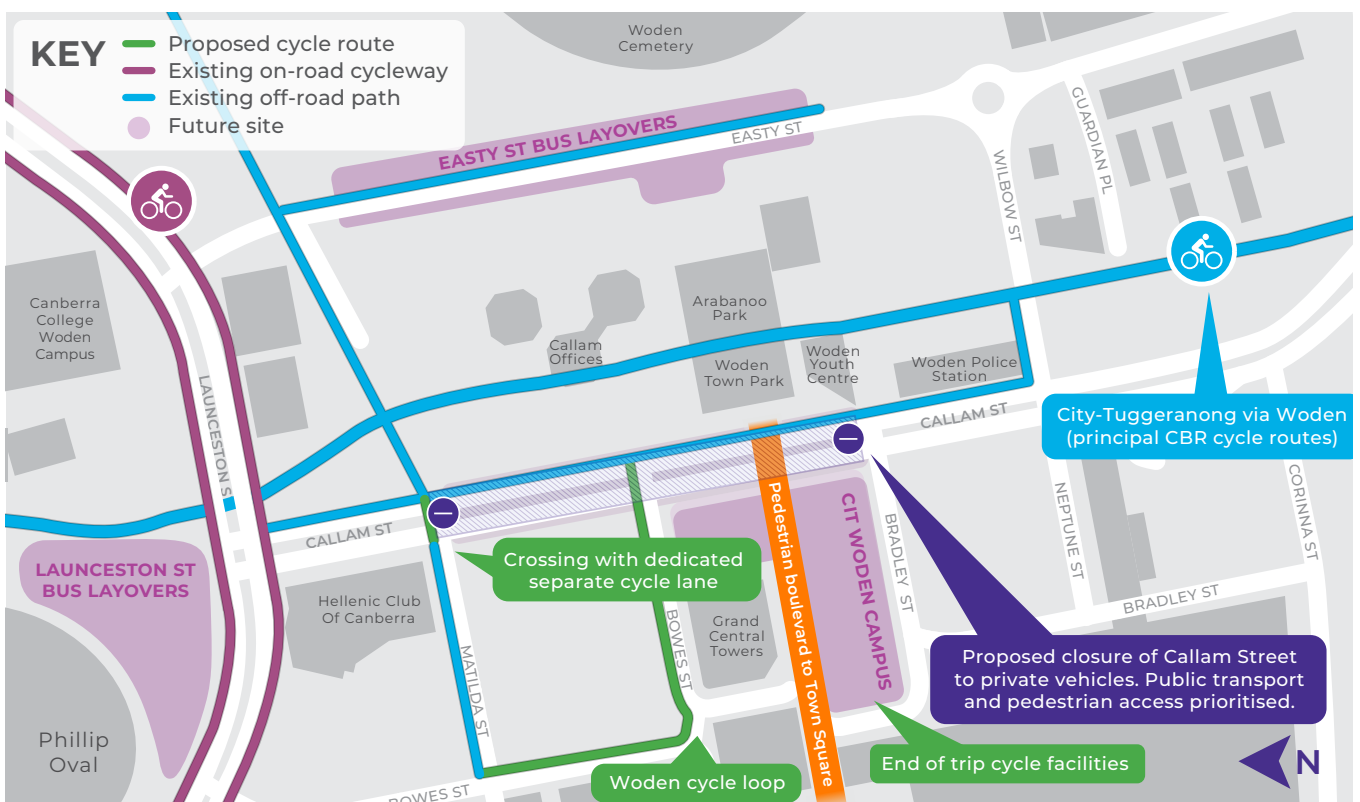 KEY
Proposed cycle route
Existing on-road cycleway
Existing off-road path
Future site
Woden
Cemetery
EASTY ST BUS LAYOVERS
EASTY ST
GUARDIAN PL
WILBOW ST
Canberra
College
Woden
Campus
LAUNCESTON ST
Callam
Offices
Arabanoo
Park
Woden
Town Park
Woden
Youth
Centre
Woden Police
Station
CALLAM ST
City-Tuggeranong via Woden
(principal CBR cycle routes)
CALLAM ST
LAUNCESTON ST
BUS LAYOVERS
Hellenic Club
Of Canberra
Crossing with dedicated
separate cycle lane
MATILDA ST
BOWES ST
Grand
Central
Towers
Pedestrian boulevard to Town Square
CIT WODEN CAMPUS
BRADLEY ST
NEPTUNE ST
CORINNA ST
BRADLEY ST
Proposed closure of Callam Street
to private vehicles. Public transport
and pedestrian access prioritised.
Phillip
Oval
End of trip cycle facilities
Woden cycle loop
BOWES ST
N